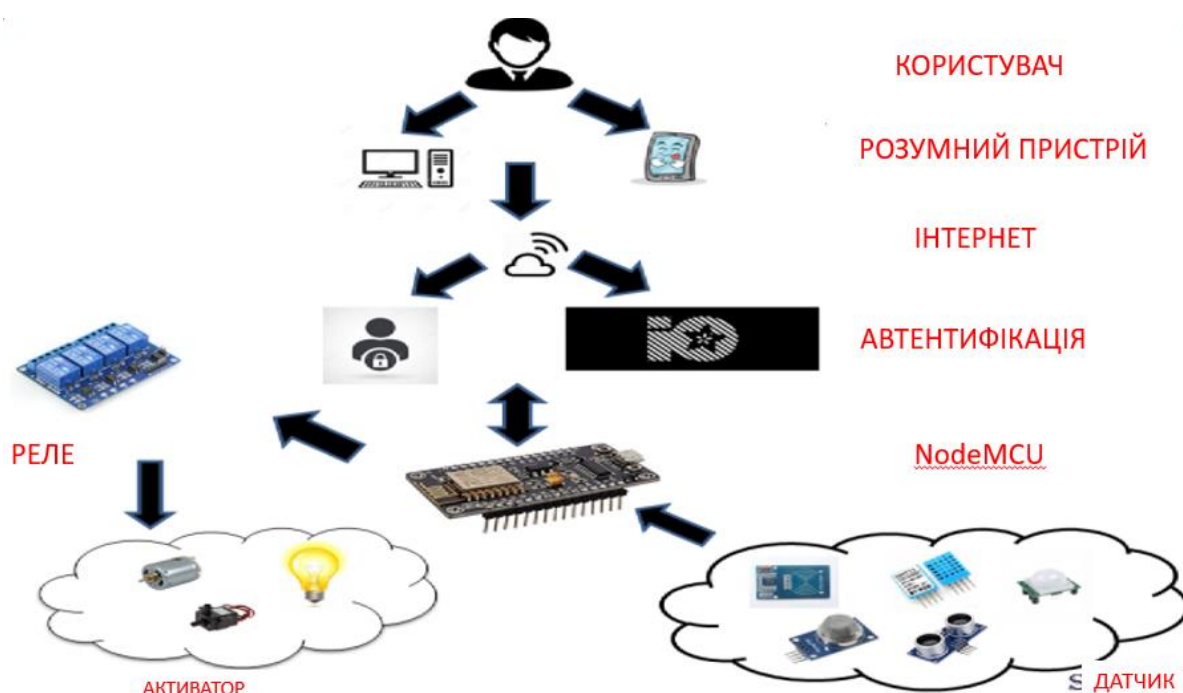 КОРИСТУВАЧ
РОЗУМНИЙ ПРИСТРІЙ
ІНТЕРНЕТ
АВТЕНТИФІКАЦІЯ
РЕЛЕ
NodeMCU
АКТИВАТОР
S ДАТЧИК